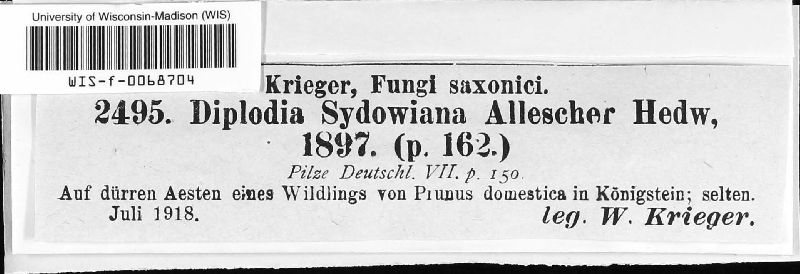 University of Wisconsin-Madison (WIS)
WIS-f-0068704
Krieger, Fungi saxonici.
2495. Diplodia Sydowiana Allescher Hedw,
1897. (p. 162.)
Pilze Deutschl. VII. p. 150.
Auf dürren Aesten eines Wildlings von Prunus domestica in Königstein; selten.
Juli 1918.
leg. W. Krieger.